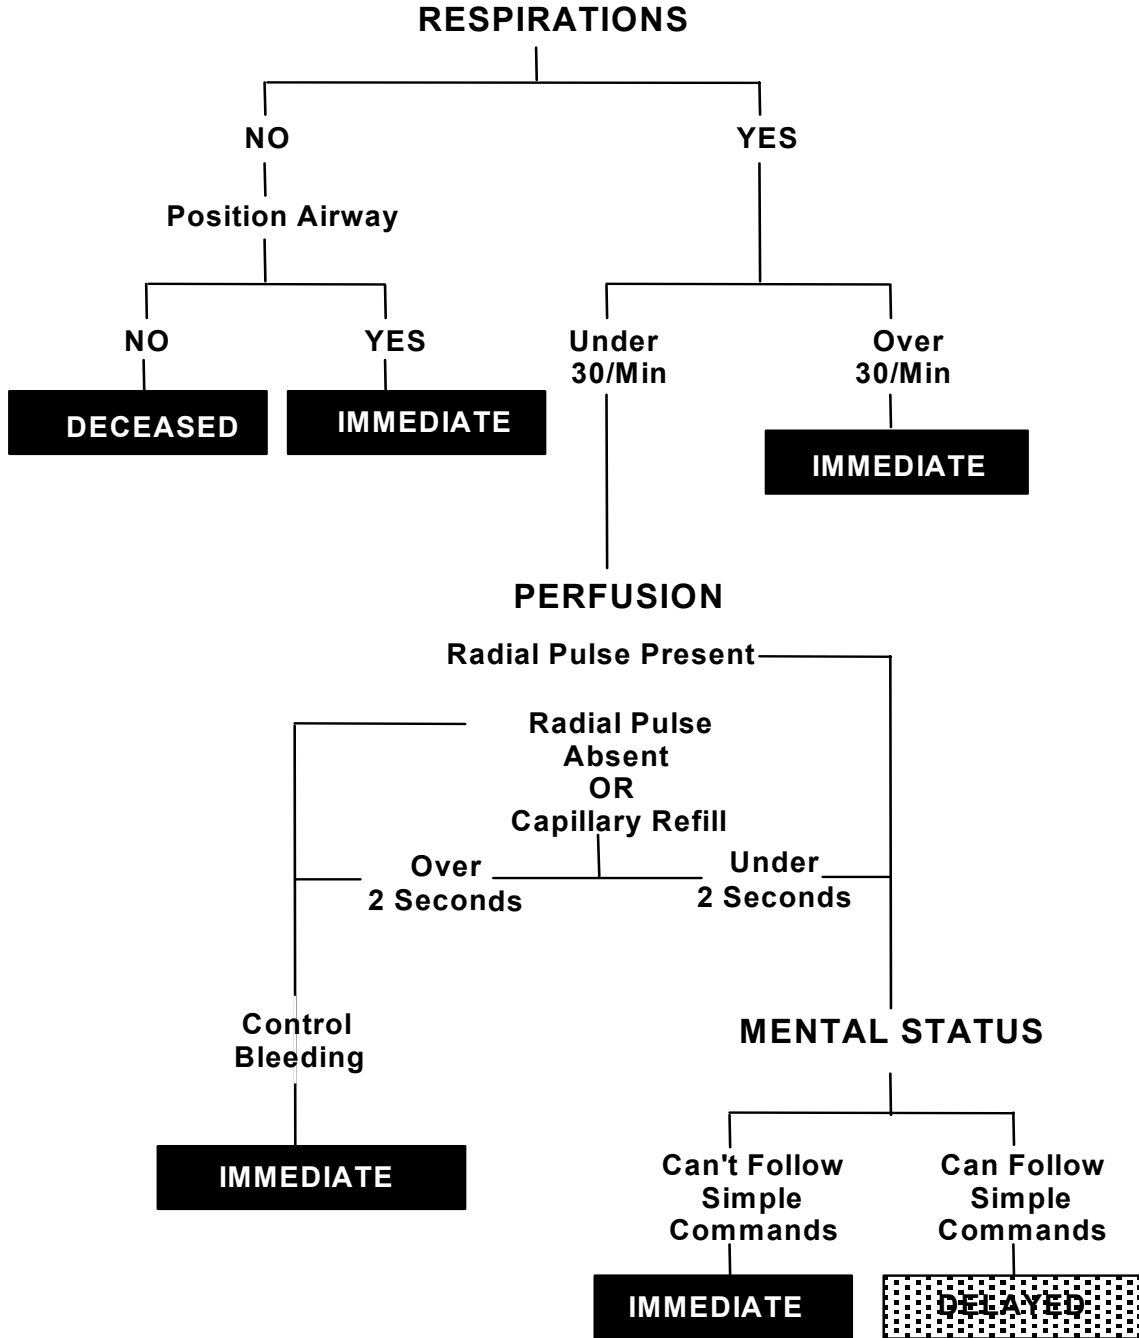 RESPIRATIONS
NO
YES
Position Airway
NO
YES
Under
30/Min
Over
30/Min
DECEASED
IMMEDIATE
IMMEDIATE
PERFUSION
Radial Pulse Present
Radial Pulse
Absent
OR
Capillary Refill
Over
2 Seconds
Under
2 Seconds
Control
Bleeding
IMMEDIATE
MENTAL STATUS
Can't Follow
Simple
Commands
Can Follow
Simple
Commands
IMMEDIATE
DELAYED